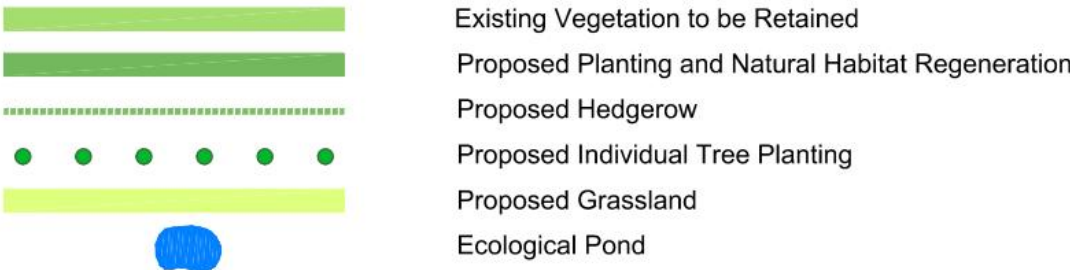 Existing Vegetation to be Retained
Proposed Planting and Natural Habitat Regeneration
Proposed Hedgerow
Proposed Individual Tree Planting
Proposed Grassland
Ecological Pond